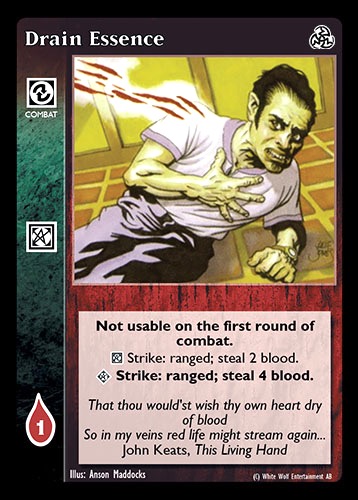 Drain Essence
COMBAT
Not usable on the first round of
combat.
Strike: ranged; steal 2 blood.
Strike: ranged; steal 4 blood.
That thou would'st wish thy own heart dry
of blood
So in my veins red life might stream again...
John Keats, This Living Hand
1
Illus: Anson Maddocks
(C) White Wolf Entertainment AB